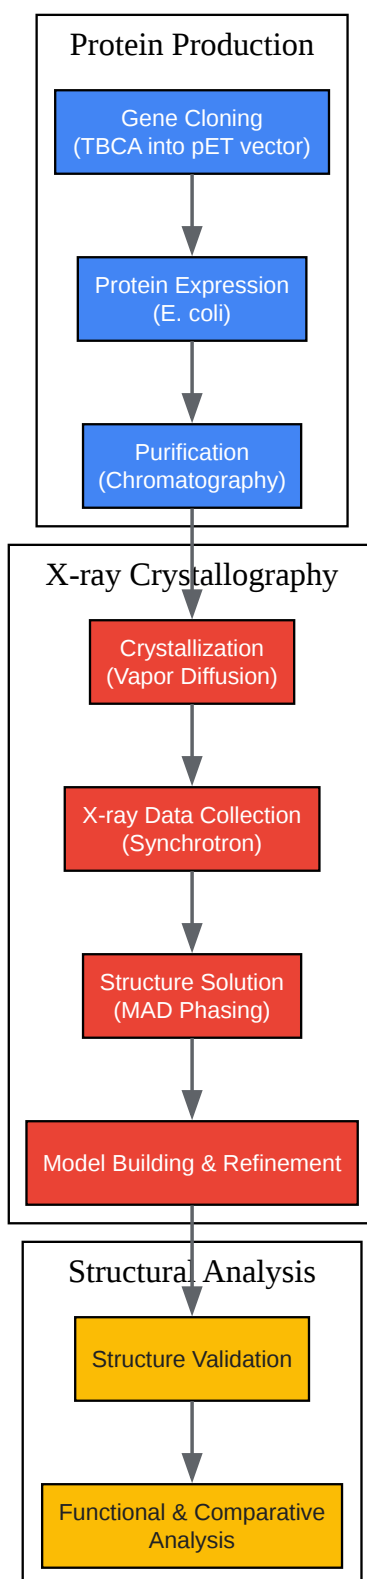 Protein Production
Gene Cloning
(TBCA into pET vector)
Protein Expression
(E. coli)
Purification
(Chromatography)
X-ray Crystallography
Crystallization
(Vapor Diffusion)
X-ray Data Collection
(Synchrotron)
Structure Solution
(MAD Phasing)
Model Building & Refinement
Structural Analysis
Structure Validation
Functional & Comparative
Analysis